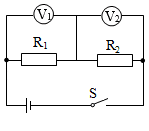 V₁ V₂
R₁ R₂
S